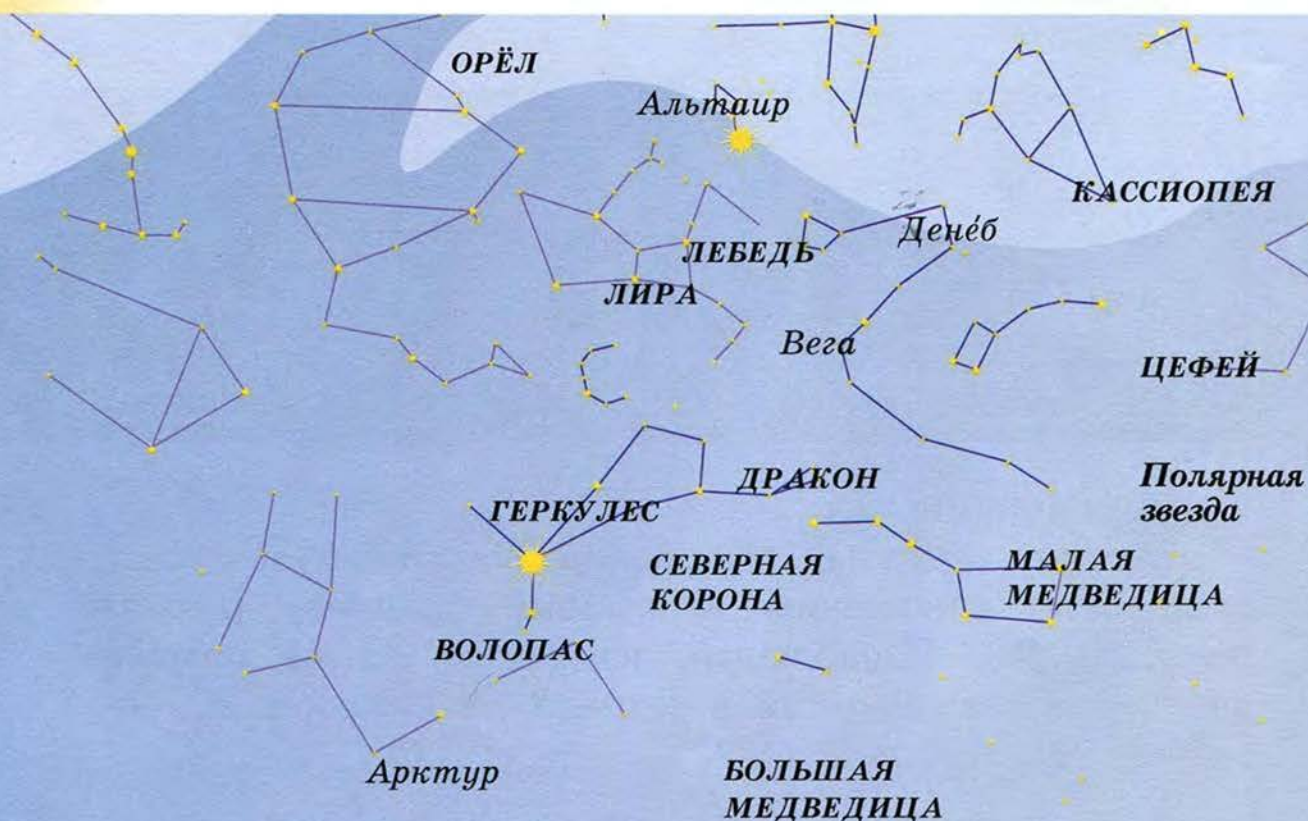 ОРЁЛ
Альтаир
КАССИОПЕЯ
Дене́б
ЛЕБЕДЬ
ЛИРА
Вега
ЦЕФЕЙ
ДРАКОН
Полярная
звезда
ГЕРКУЛЕС
СЕВЕРНАЯ
КОРОНА
МАЛАЯ
МЕДВЕДИЦА
ВОЛОПАС
Арктур
БОЛЬШАЯ
МЕДВЕДИЦА